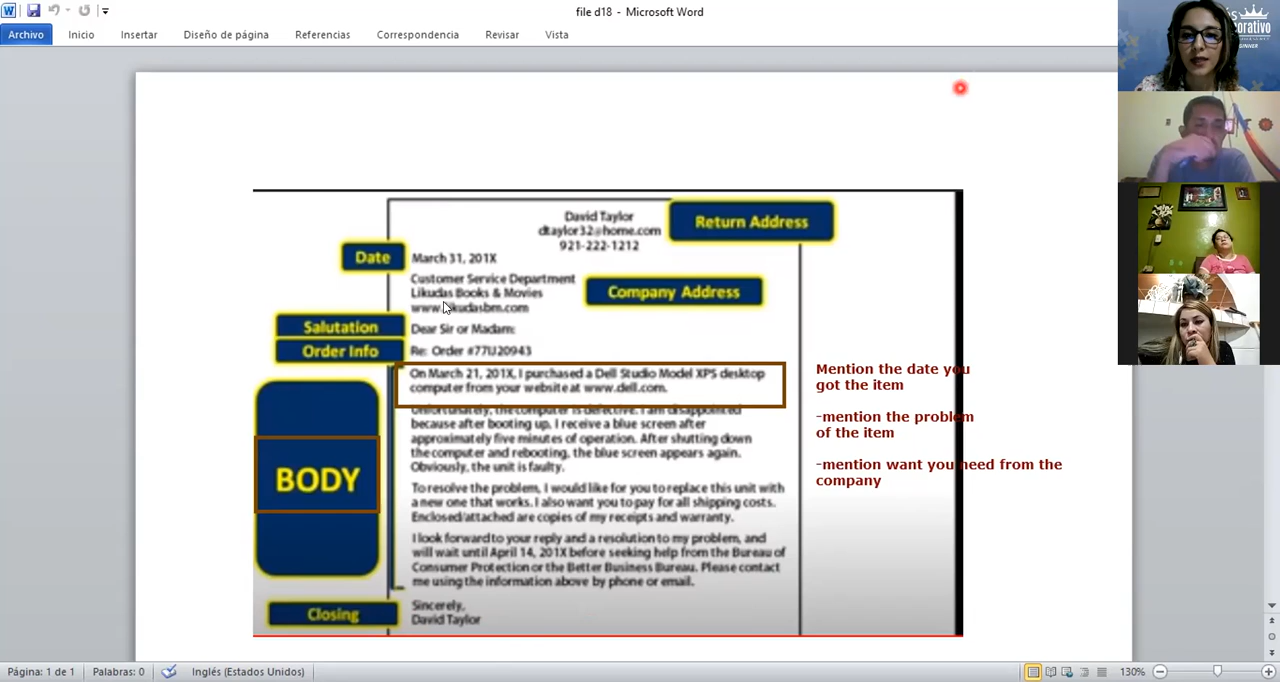 file d18 - Microsoft Word
Archivo Inicio Insertar Diseño de página Referencias Correspondencia Revisar Vista
David Taylor
dtaylor32@home.com
921-222-1212
Return Address
Date
March 31, 201X
Customer Service Department
Likudas Books & Movies
www.likudasbm.com
Company Address
Salutation
Dear Sir or Madam:
Order Info
Re: Order #77U20943
On March 21, 201X, I purchased a Dell Studio Model XPS desktop
computer from your website at www.dell.com.
Unfortunately, the computer is defective. I am disappointed
because after booting up, I receive a blue screen after
approximately five minutes of operation. After shutting down
the computer and rebooting, the blue screen appears again.
Obviously, the unit is faulty.
BODY
To resolve the problem, I would like for you to replace this unit with
a new one that works. I also want you to pay for all shipping costs.
Enclosed/attached are copies of my receipts and warranty.
I look forward to your reply and a resolution to my problem, and
will wait until April 14, 201X before seeking help from the Bureau of
Consumer Protection or the Better Business Bureau. Please contact
me using the information above by phone or email.
Closing
Sincerely,
David Taylor
Mention the date you
got the item
-mention the problem
of the item
-mention want you need from the
company
Página: 1 de 1 Palabras: 0 Inglés (Estados Unidos) 130%